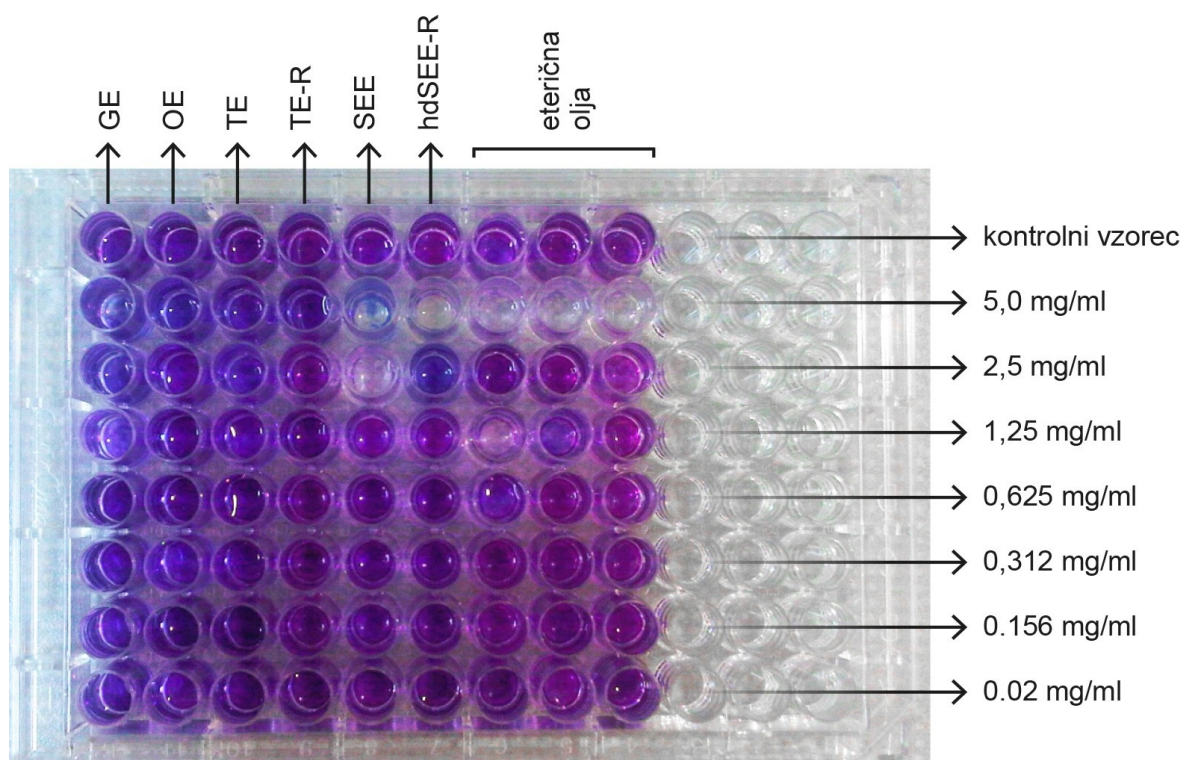 GE
OE
TE
TE-R
SEE
hdSEE-R
eterična
olja
kontrolni vzorec
5,0 mg/ml
2,5 mg/ml
1,25 mg/ml
0,625 mg/ml
0,312 mg/ml
0.156 mg/ml
0.02 mg/ml